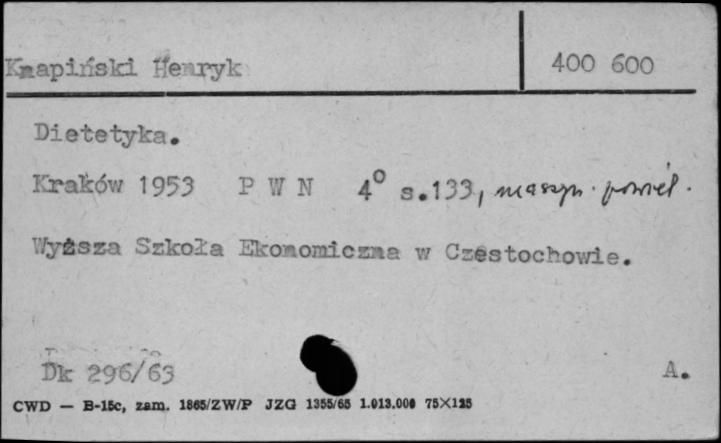 Knapiński Henryk
400 600
Dietetyka.
Kraków 1953 P W N 4° s.133, maszyn. powiel.
Wyższa Szkoła Ekonomiczna w Czestochowie.
Dk 296/63
A.
CWD — B-15c, zam. 1865/ZW/P JZG 1355/65 1.013.000 75X125